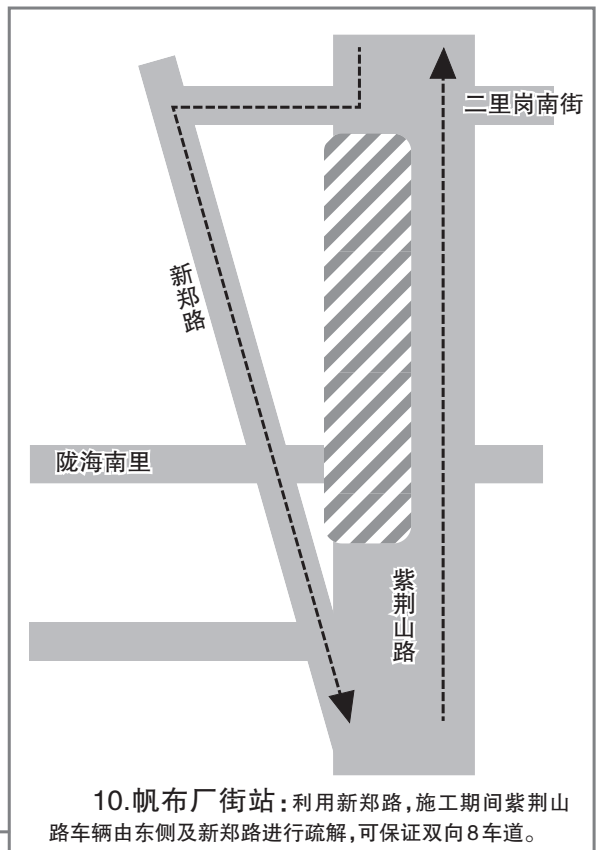 二里岗南街
新郑路
陇海南里
紫荆山路
10.帆布厂街站：利用新郑路，施工期间紫荆山
路车辆由东侧及新郑路进行疏解，可保证双向8车道。